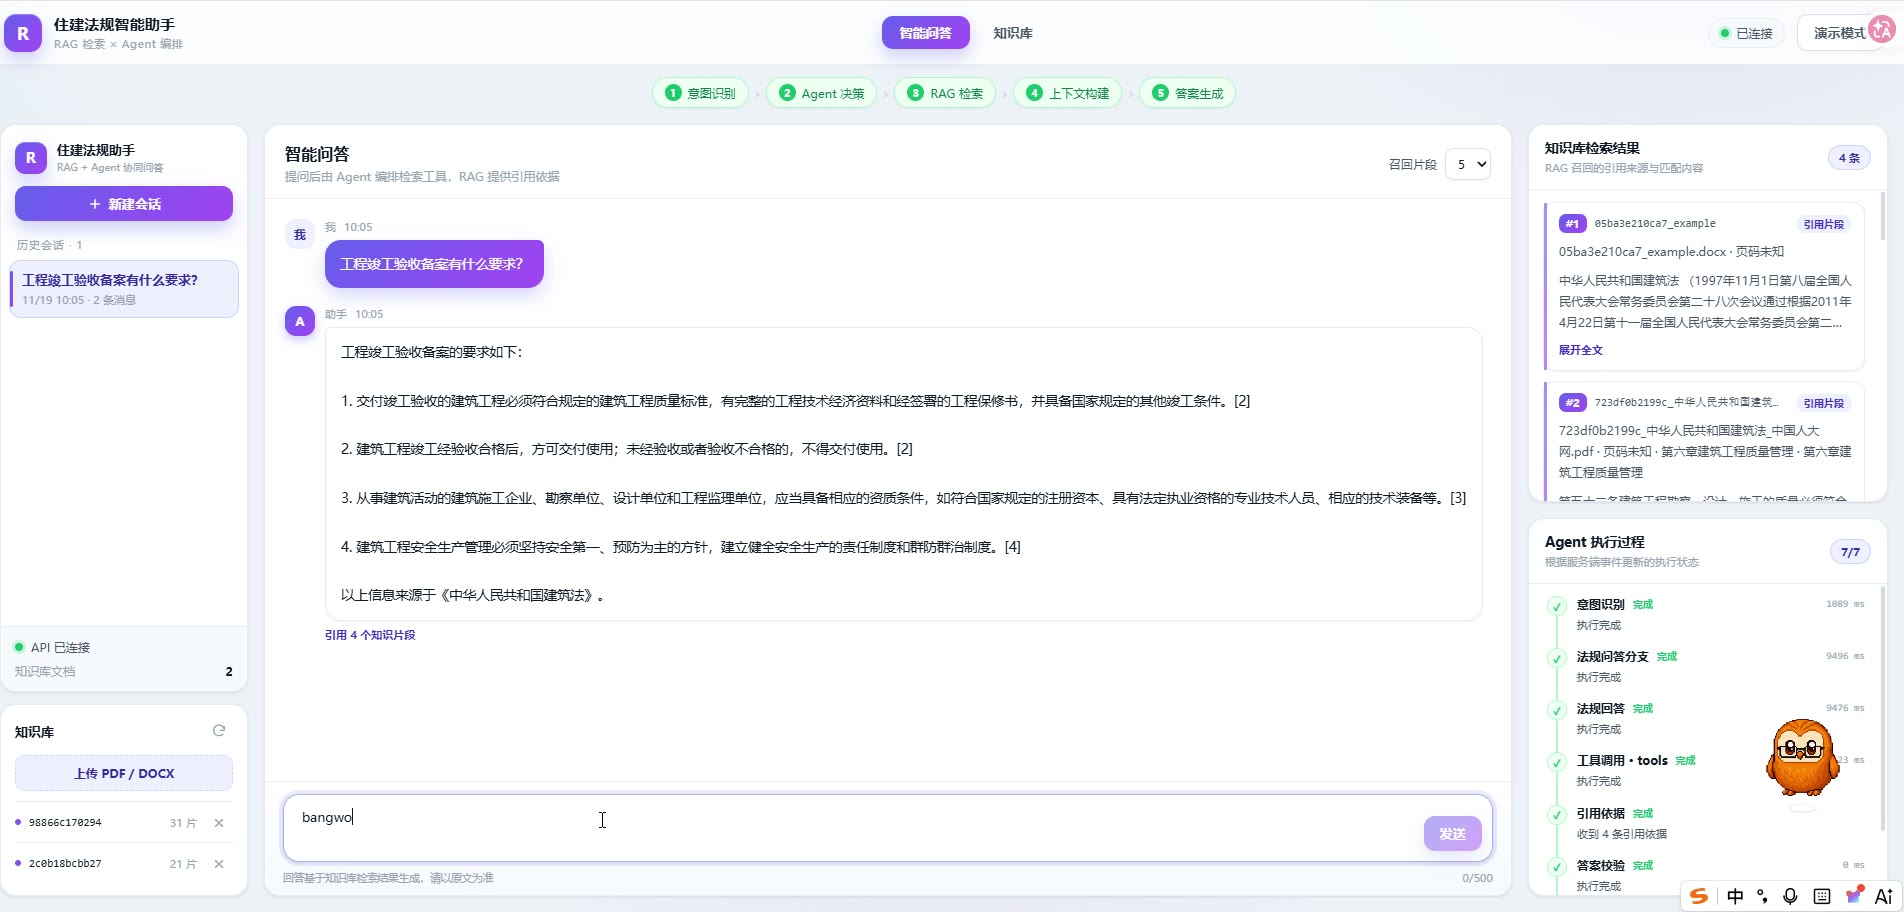 R
住建法规智能助手
RAG 检索 × Agent 编排
智能问答
知识库
已连接
演示模式
1 意图识别 › 2 Agent 决策 › 3 RAG 检索 › 4 上下文构建 › 5 答案生成
R
住建法规助手
RAG + Agent 协同问答
+ 新建会话
历史会话 · 1
工程竣工验收备案有什么要求?
11/19 10:05 · 2 条消息
API 已连接
知识库文档 2
知识库
上传 PDF / DOCX
98866c170294 31 片 ×
2c0b18bcbb27 21 片 ×
智能问答
提问后由 Agent 编排检索工具，RAG 提供引用依据
召回片段 5
我
我 10:05
工程竣工验收备案有什么要求?
A
助手 10:05
工程竣工验收备案的要求如下：
1. 交付竣工验收的建筑工程必须符合规定的建筑工程质量标准，有完整的工程技术经济资料和经签署的工程保修书，并具备国家规定的其他竣工条件。[2]
2. 建筑工程竣工经验收合格后，方可交付使用；未经验收或者验收不合格的，不得交付使用。[2]
3. 从事建筑活动的建筑施工企业、勘察单位、设计单位和工程监理单位，应当具备相应的资质条件，如符合国家规定的注册资本、具有法定执业资格的专业技术人员、相应的技术装备等。[3]
4. 建筑工程安全生产管理必须坚持安全第一、预防为主的方针，建立健全安全生产的责任制度和群防群治制度。[4]
以上信息来源于《中华人民共和国建筑法》。
引用 4 个知识片段
bangwo
发送
回答基于知识库检索结果生成，请以原文为准
0/500
知识库检索结果
RAG 召回的引用来源与匹配内容
4 条
#1 05ba3e210ca7_example 引用片段
05ba3e210ca7_example.docx · 页码未知
中华人民共和国建筑法 （1997年11月1日第八届全国人
民代表大会常务委员会第二十八次会议通过根据2011年
4月22日第十一届全国人民代表大会常务委员会第二...
展开全文
#2 723df0b2199c_中华人民共和国建筑… 引用片段
723df0b2199c_中华人民共和国建筑法_中国人大
网.pdf · 页码未知 · 第六章建筑工程质量管理 · 第六章建
筑工程质量管理
第五十二条建筑工程勘察、设计、施工的质量必须符合
Agent 执行过程
根据服务端事件更新的执行状态
7/7
意图识别 完成 1089 ms
执行完成
法规问答分支 完成 9496 ms
执行完成
法规回答 完成 9476 ms
执行完成
工具调用 • tools 完成 23 ms
执行完成
引用依据 完成
收到 4 条引用依据
答案校验 完成 0 ms
执行完成
S 中 Ai